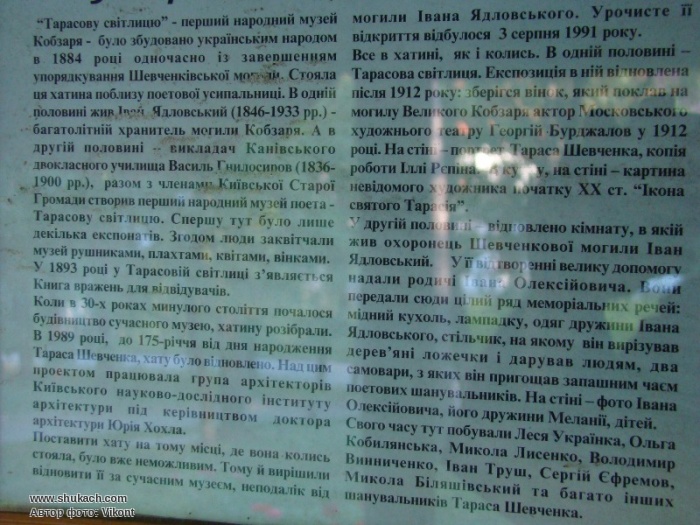 “Тарасову світлицю” - перший народний музей
Кобзаря - було збудовано українським народом
в 1884 році одночасно із завершенням
упорядкування Шевченківської могили. Стояла
ця хатина поблизу поетової усипальниці. В одній
половині жив Іван Ядловський (1846-1933 рр.) -
багатолітній хранитель могили Кобзаря. А в
другій половині - викладач Канівського
двокласного училища Василь Гнилосиров (1836-
1900 рр.), разом з членами Київської Старої
Громади створив перший народний музей поета -
Тарасову світлицю. Спершу тут було лише
декілька експонатів. Згодом люди заквітчали
музей рушниками, плахтами, квітами, вінками.
У 1893 році у Тарасовій світлиці з’являється
Книга вражень для відвідувачів.
Коли в 30-х роках минулого століття почалося
будівництво сучасного музею, хатину розібрали.
В 1989 році, до 175-річчя від дня народження
Тараса Шевченка, хату було відновлено. Над цим
проектом працювала група архітекторів
Київського науково-дослідного інституту
архітектури під керівництвом доктора
архітектури Юрія Хохла.
Поставити хату на тому місці, де вона колись
стояла, було вже неможливим. Тому й вирішили
відновити її за сучасним музеєм, неподалік від
могили Івана Ядловського. Урочисте її
відкриття відбулося 3 серпня 1991 року.
Все в хатині, як і колись. В одній половині –
Тарасова світлиця. Експозиція в ній відновлена
після 1912 року: зберігся вінок, який поклав на
могилу Великого Кобзаря актор Московського
художнього театру Георгій Бурджалов у 1912
році. На стіні – портрет Тараса Шевченка, копія
роботи Іллі Рєпіна. А в кутку, на стіні – картина
невідомого художника початку ХХ ст. “Ікона
святого Тарасія”.
У другій половині – відновлено кімнату, в якій
жив охоронець Шевченкової могили Іван
Ядловський. У її відтворенні велику допомогу
надали родичі Івана Олексійовича. Вони
передали сюди цілий ряд меморіальних речей:
мідний кухоль, лампадку, одяг дружини Івана
Ядловського, стільчик, на якому він вирізував
дерев’яні ложечки і дарував людям, два
самовари, з яких він пригощав запашним чаєм
поетових шанувальників. На стіні – фото Івана
Олексійовича, його дружини Меланії, дітей.
Свого часу тут побували Леся Українка, Ольга
Кобилянська, Микола Лисенко, Володимир
Винниченко, Іван Труш, Сергій Єфремов,
Микола Біляшівський та багато інших
шанувальників Тараса Шевченка.
www.shukach.com
Автор фото: Vikont